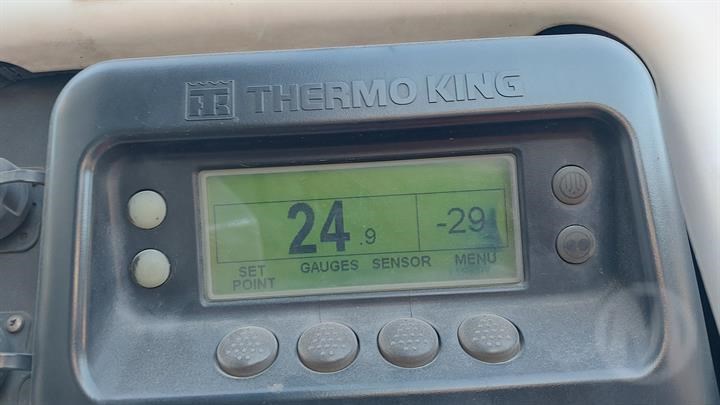 THERMO KING
24.9 -29
SET POINT GAUGES SENSOR MENU